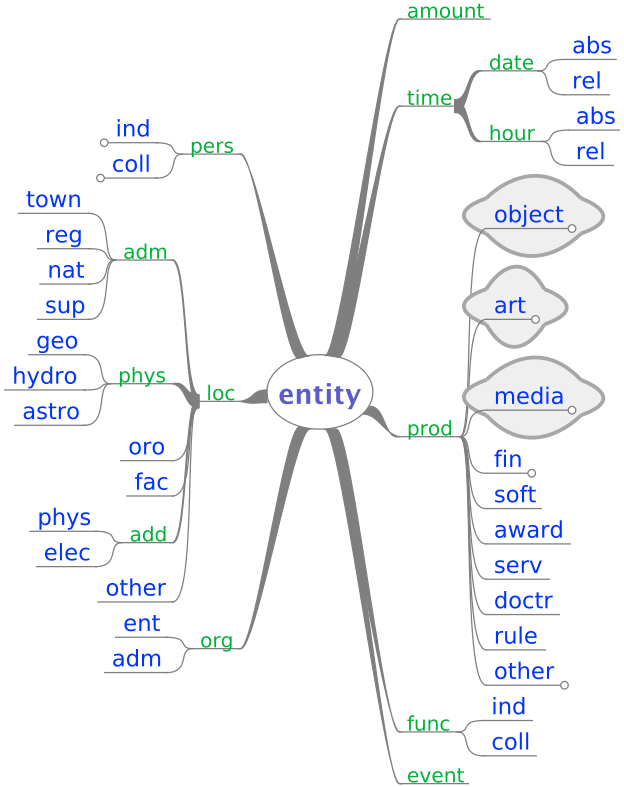 amount
time
date
abs
rel
hour
abs
rel
pers
ind
coll
loc
adm
town
reg
nat
sup
phys
geo
hydro
astro
oro
fac
add
phys
elec
other
entity
prod
object
art
media
fin
soft
award
serv
doctr
rule
other
org
ent
adm
func
ind
coll
event